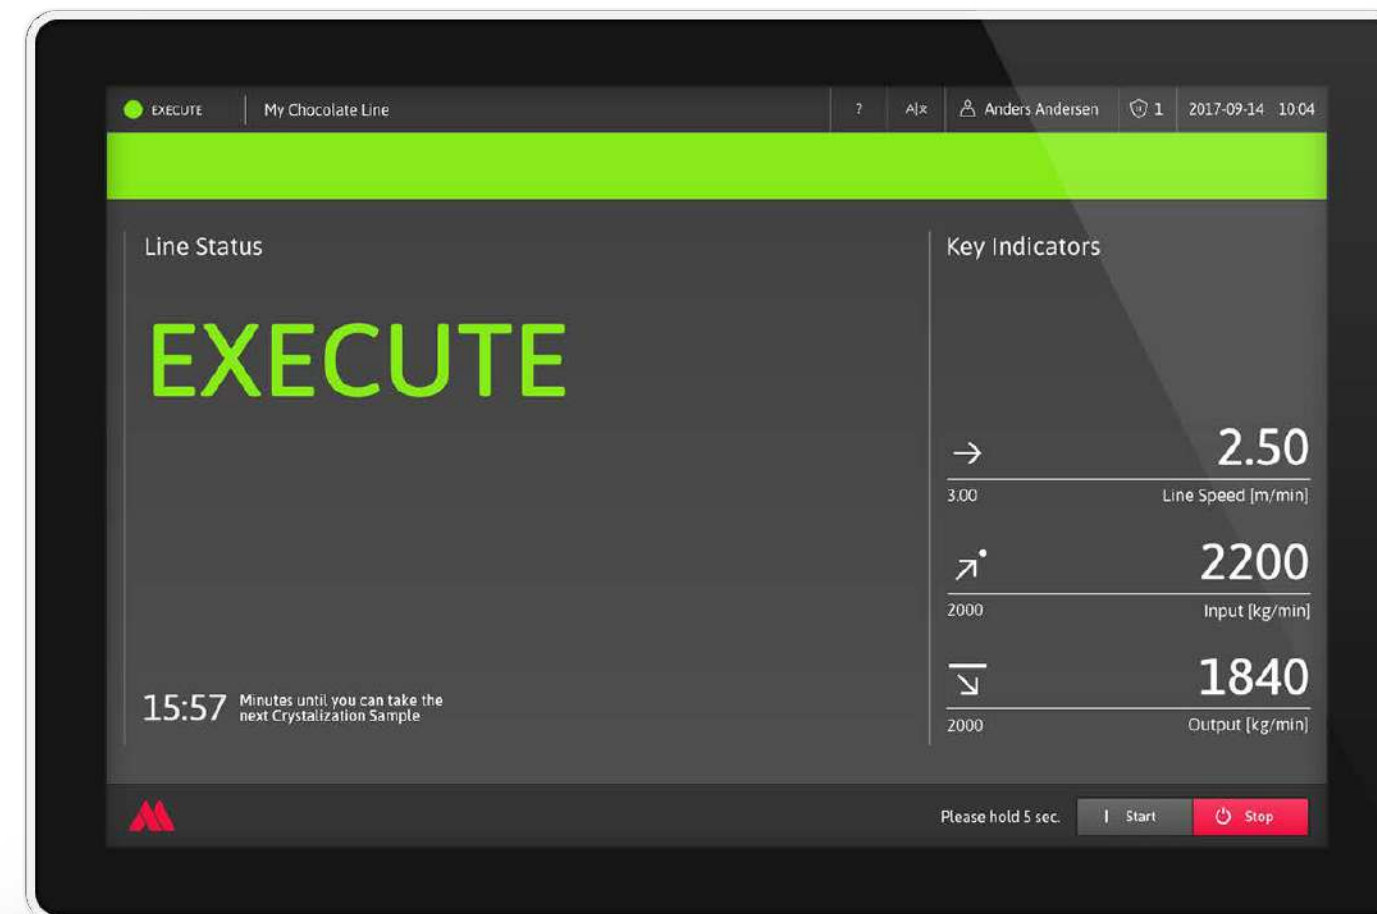 EXECUTE
My Chocolate Line
?
A|文
Anders Andersen
1
2017-09-14 10:04
Line Status
EXECUTE
15:57 Minutes until you can take the
next Crystalization Sample
Key Indicators
2.50
3.00 Line Speed [m/min]
2200
2000 Input [kg/min]
1840
2000 Output [kg/min]
Please hold 5 sec.
Start
Stop